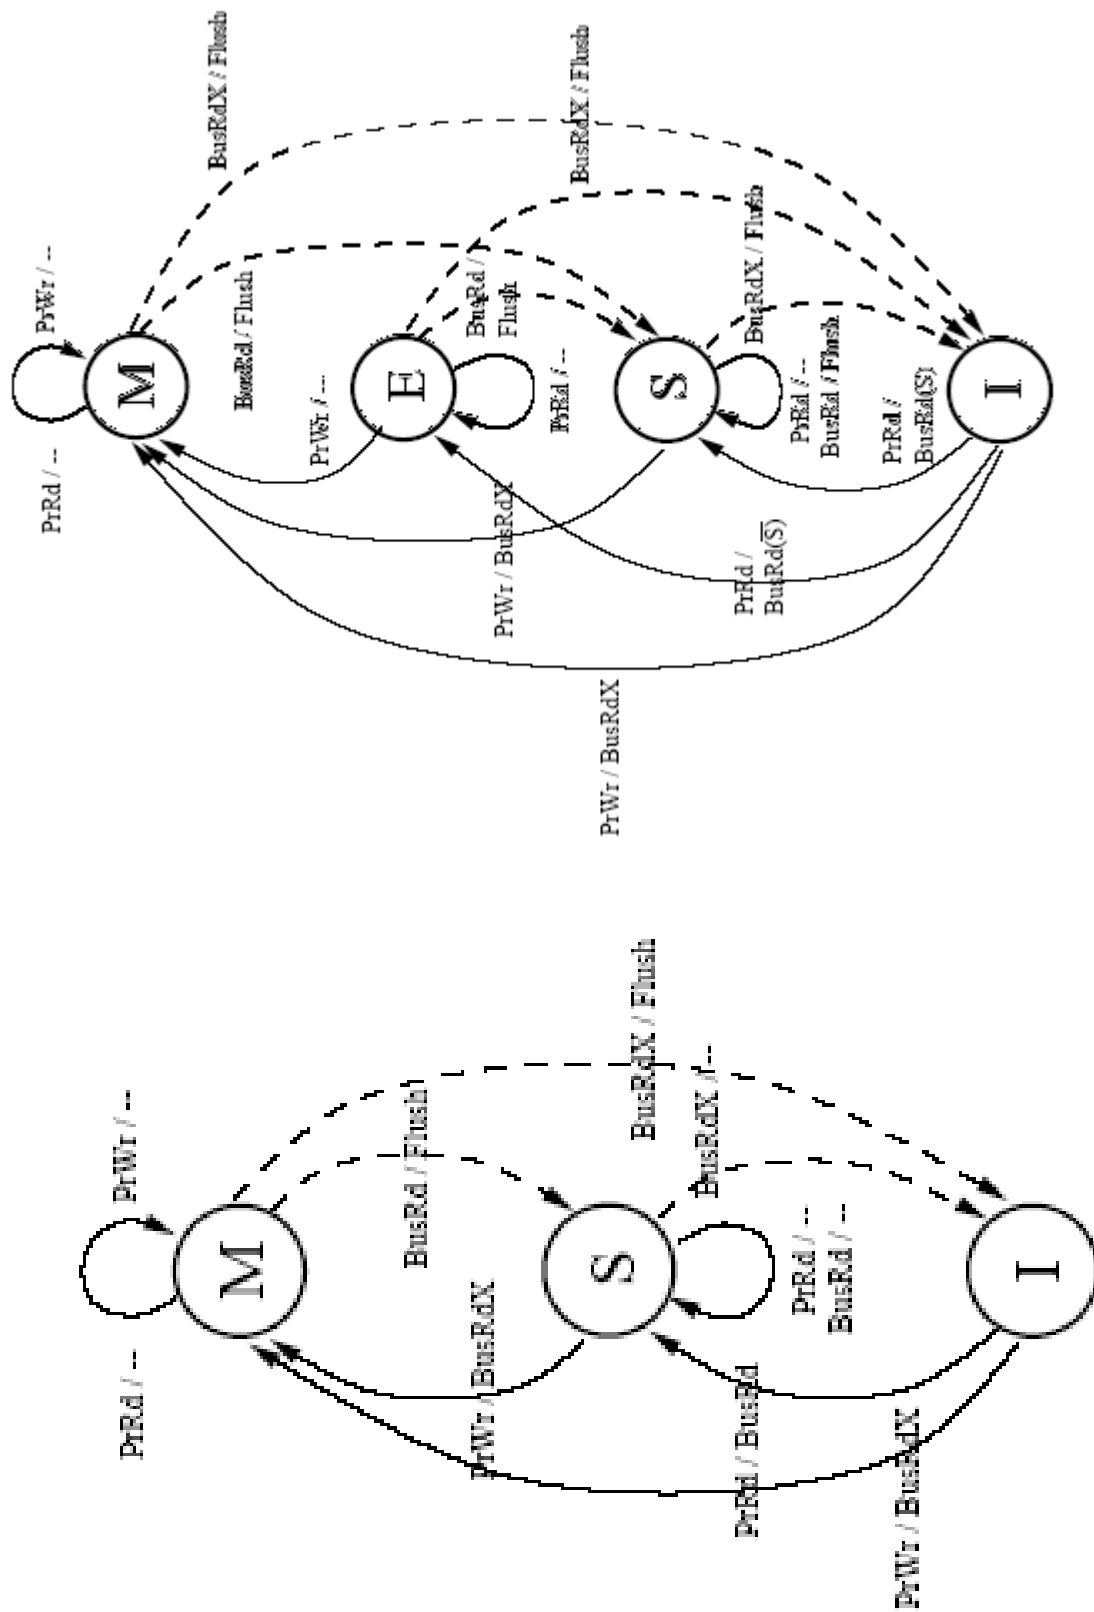 BusRdX / Flush
BusRdX / Flush
PrWr / --
PrRd / --
M
BusRd / Flush
PrWr / --
E
BusRd /
Flush
PrRd / --
S
BusRdX / Flush
PrRd / --
BusRd / Flush
PrRd /
BusRd(S)
I
PrWr / BusRdX
PrRd /
BusRd(S̅)
PrWr / BusRdX
PrWr / --
PrRd / --
M
BusRd / Flush
BusRdX / Flush
BusRdX / --
PrWr / BusRdX
S
PrRd / --
BusRd / --
PrRd / BusRd
I
PrWr / BusRdX